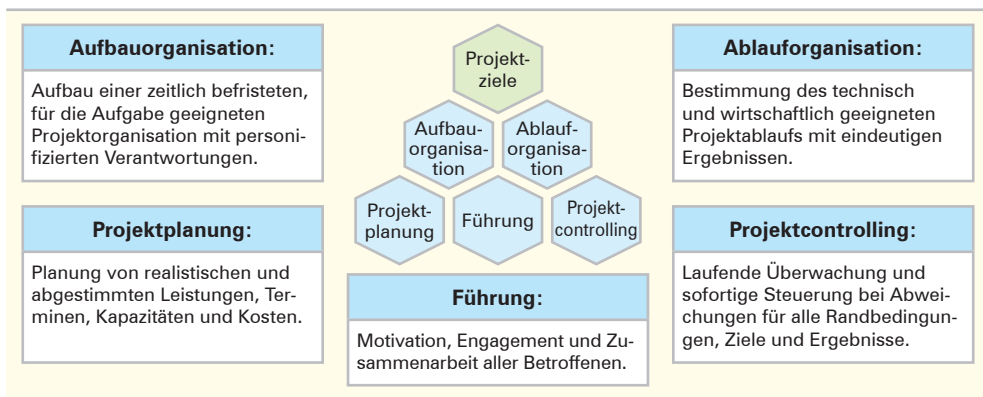 Aufbauorganisation:
Aufbau einer zeitlich befristeten,
für die Aufgabe geeigneten
Projektorganisation mit personi-
fizierten Verantwortungen.
Projekt-
ziele
Aufbau-
organisa-
tion
Ablauf-
organisa-
tion
Projekt-
planung
Führung
Projekt-
controlling
Ablauforganisation:
Bestimmung des technisch
und wirtschaftlich geeigneten
Projektablaufs mit eindeutigen
Ergebnissen.
Projektplanung:
Planung von realistischen und
abgestimmten Leistungen, Ter-
minen, Kapazitäten und Kosten.
Führung:
Motivation, Engagement und Zu-
sammenarbeit aller Betroffenen.
Projektcontrolling:
Laufende Überwachung und
sofortige Steuerung bei Abwei-
chungen für alle Randbedingun-
gen, Ziele und Ergebnisse.